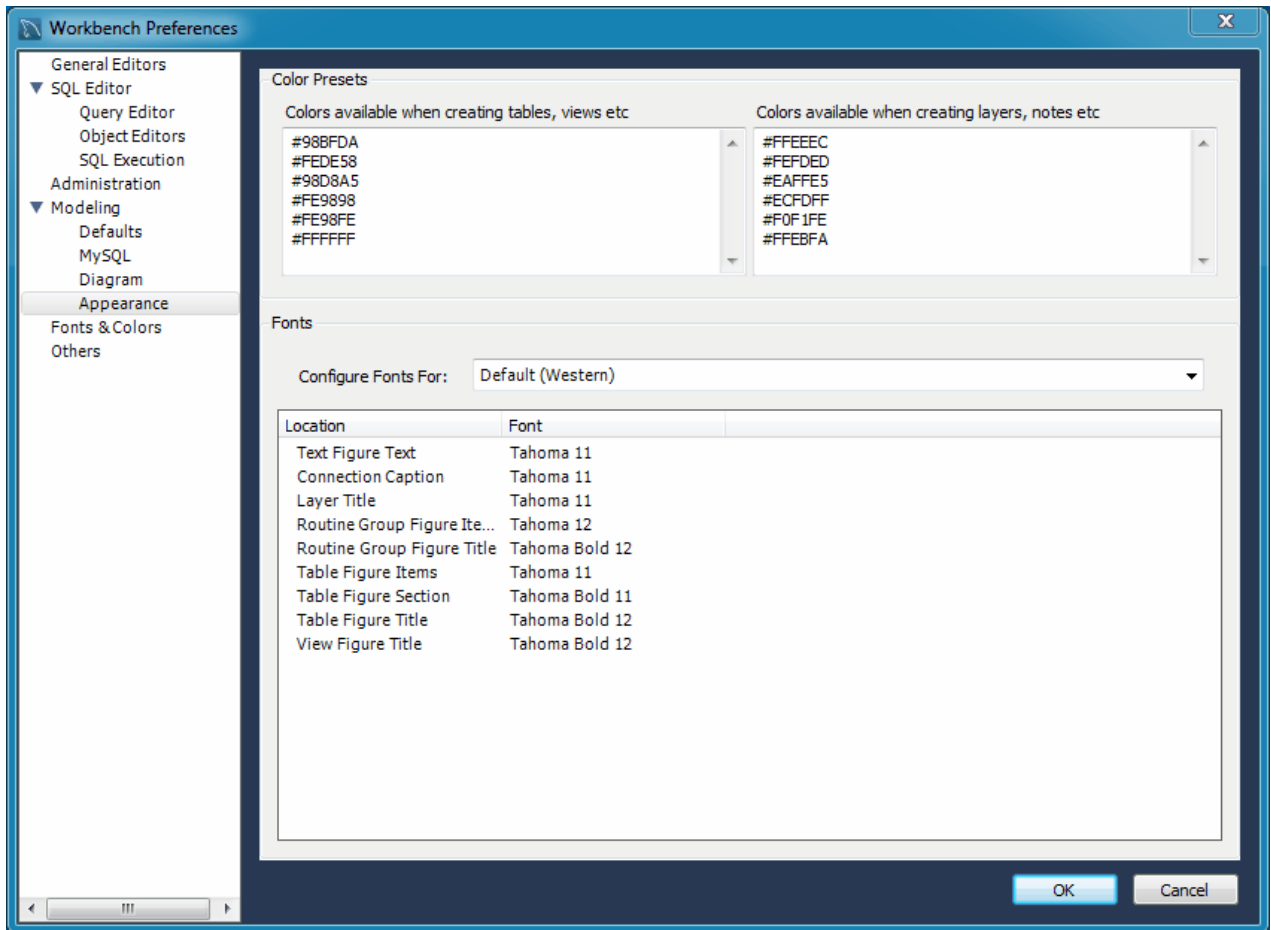 Workbench Preferences
General Editors
SQL Editor
Query Editor
Object Editors
SQL Execution
Administration
Modeling
Defaults
MySQL
Diagram
Appearance
Fonts & Colors
Others
Color Presets
Colors available when creating tables, views etc
#98BFDA
#FEDE58
#98D8A5
#FE9898
#FE98FE
#FFFFFF
Colors available when creating layers, notes etc
#FFEEEC
#FEFDED
#EAFFE5
#ECFDFF
#F0F1FE
#FFEBFA
Fonts
Configure Fonts For: Default (Western)
Location Font
Text Figure Text Tahoma 11
Connection Caption Tahoma 11
Layer Title Tahoma 11
Routine Group Figure Ite... Tahoma 12
Routine Group Figure Title Tahoma Bold 12
Table Figure Items Tahoma 11
Table Figure Section Tahoma Bold 11
Table Figure Title Tahoma Bold 12
View Figure Title Tahoma Bold 12
OK Cancel